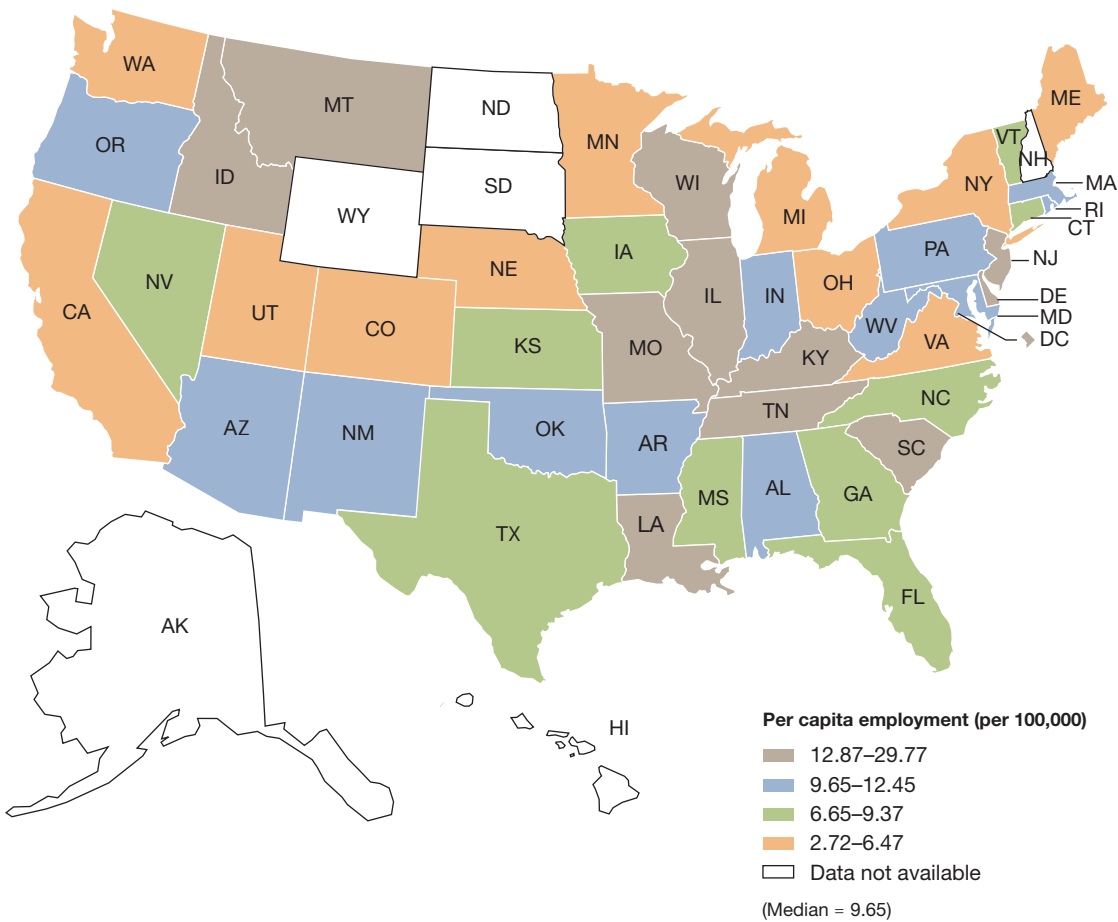 WA
MT
ND
MN
ME
OR
ID
SD
WI
VT
NH
NY
MA
WY
MI
RI
CT
NV
NE
IA
PA
NJ
CA
UT
CO
IL
IN
OH
DE
MD
KS
MO
WV
VA
DC
KY
AZ
NM
OK
AR
TN
NC
SC
TX
LA
MS
AL
GA
FL
AK
HI
Per capita employment (per 100,000)
12.87–29.77
9.65–12.45
6.65–9.37
2.72–6.47
Data not available
(Median = 9.65)